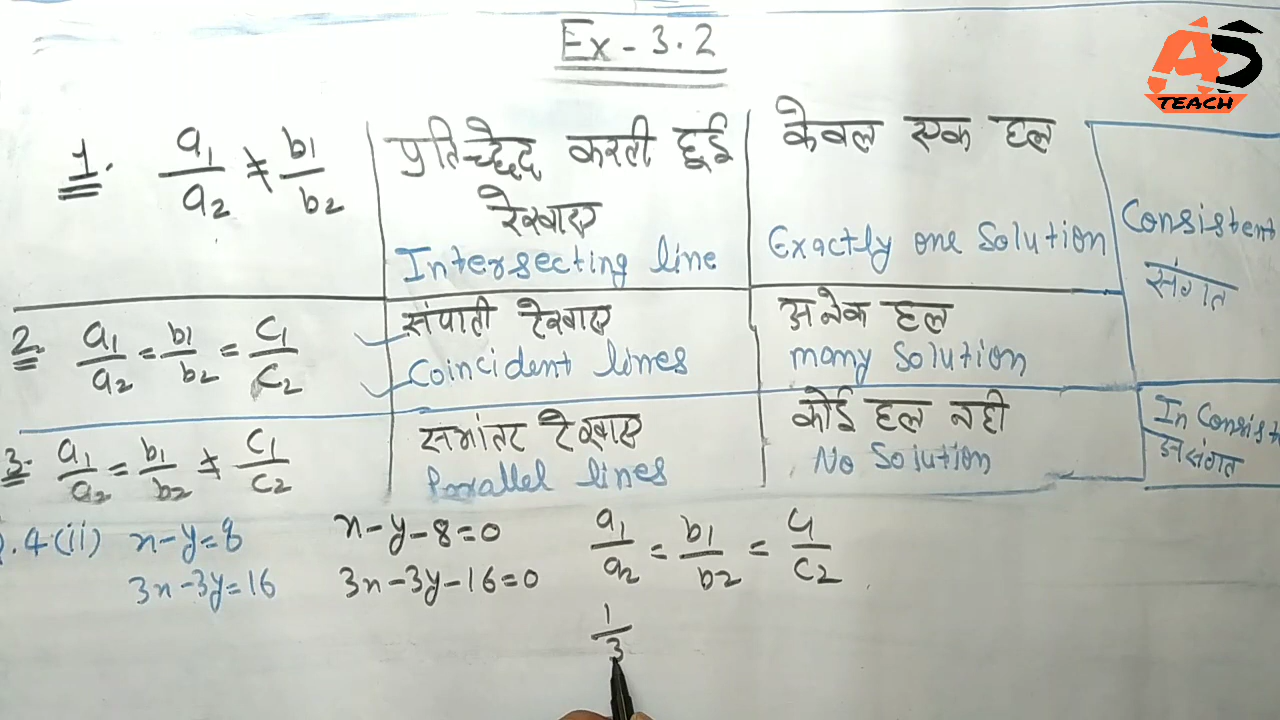 Ex - 3.2
AS
TEACH
1. a1/a2 ≠ b1/b2
प्रतिच्छेद करती हुई
रेखाए
Intersecting line
केवल एक हल
Exactly one Solution
Consistent
संगत
2. a1/a2 = b1/b2 = C1/C2
संपाती रेखाए
Coincident lines
अनेक हल
many Solution
3. a1/a2 = b1/b2 ≠ C1/C2
समांतर रेखाए
Parallel lines
कोई हल नही
No Solution
In Consist
असंगत
4(ii) x-y=8
3x-3y=16
x-y-8=0
3x-3y-16=0
a1/a2 = b1/b2 = C1/C2
1/3